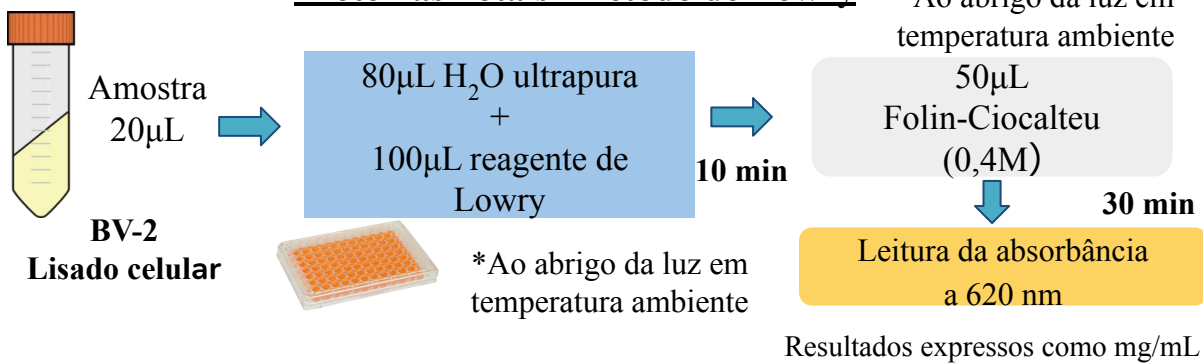 *Ao abrigo da luz em
temperatura ambiente
Amostra
20μL
80μL H₂O ultrapura
+
100μL reagente de
Lowry
10 min
50μL
Folin-Ciocalteu
(0,4M)
30 min
BV-2
Lisado celular
*Ao abrigo da luz em
temperatura ambiente
Leitura da absorbância
a 620 nm
Resultados expressos como mg/mL